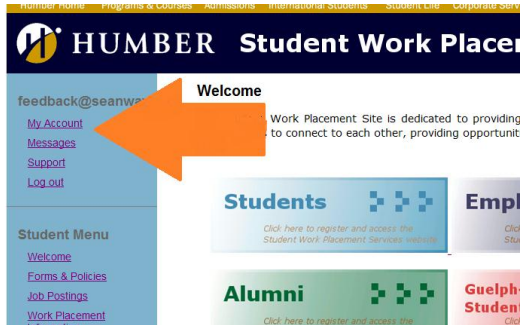 Humber Home Programs & Courses Admissions International Students Student Life Corporate
HUMBER Student Work
Welcome
feedback@
Work Placement Site is dedicated to providing
to connect to each other, providing
My Account
Messages
Support
Log out
Students
Click here to register and access the
Student Work Placement Services website
Student Menu
Welcome
Forms & Policies
Job Postings
Work Placement
Alumni
Click here to register and access the
Guelph-